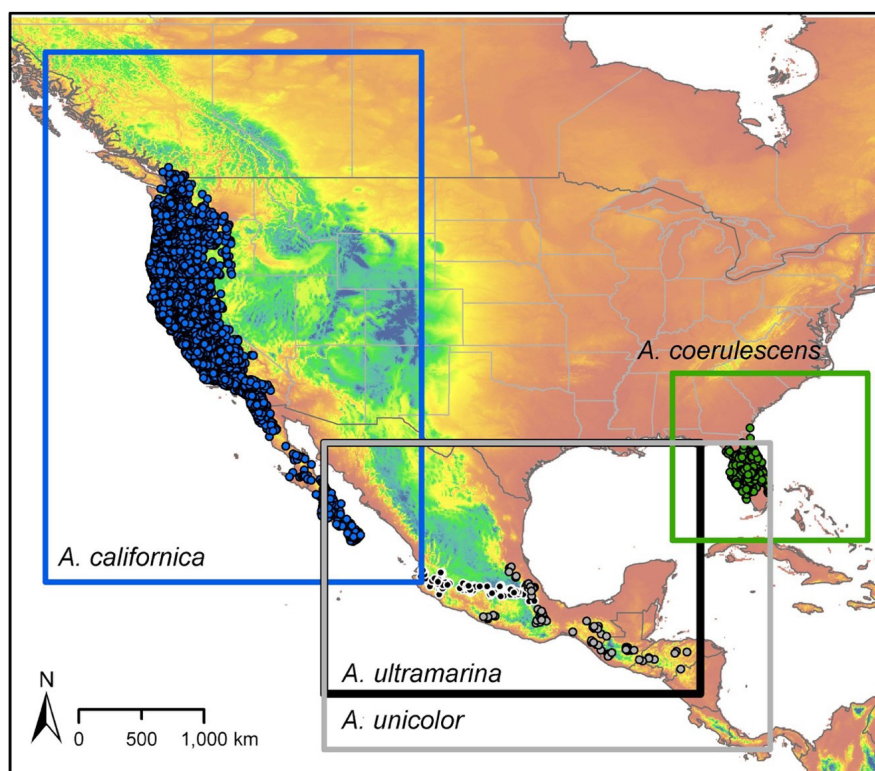 A. coerulescens
A. californica
A. ultramarina
A. unicolor
N
0 500 1,000 km